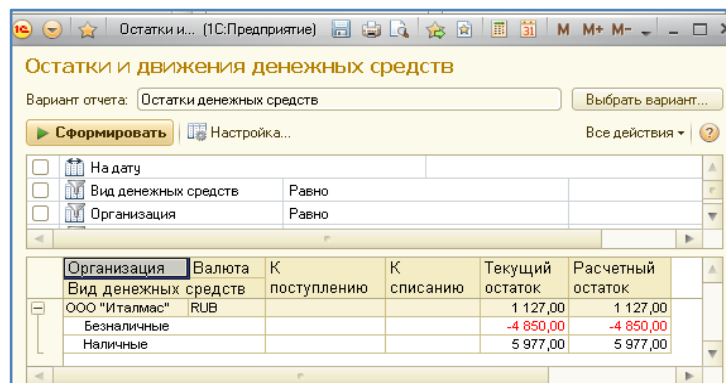 Остатки и... (1С:Предприятие) 31 M M+ M-
Остатки и движения денежных средств
Вариант отчета: Остатки денежных средств Выбрать вариант...
Сформировать Настройка... Все действия ?
На дату
Вид денежных средств Равно
Организация Равно
Организация Валюта К поступлению К списанию Текущий остаток Расчетный остаток
Вид денежных средств
ООО "Италмас" RUB 1 127,00 1 127,00
Безналичные -4 850,00 -4 850,00
Наличные 5 977,00 5 977,00